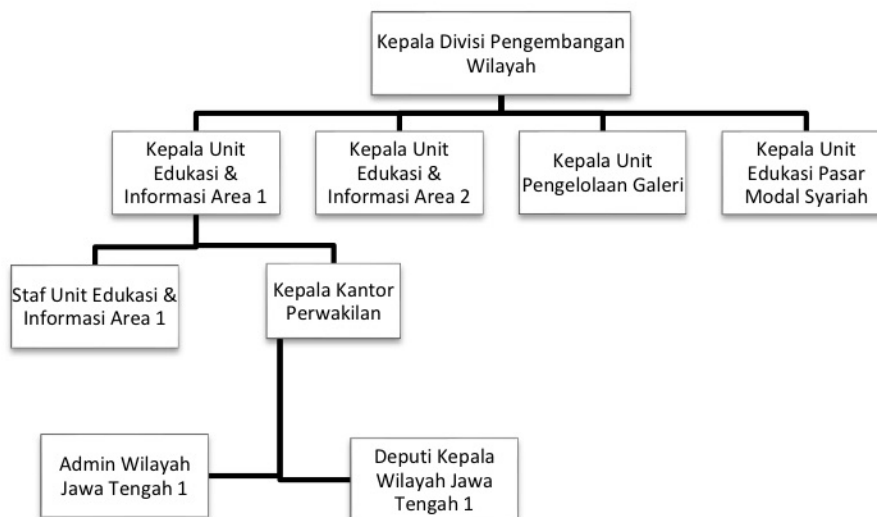 Kepala Divisi Pengembangan
Wilayah
Kepala Unit
Edukasi &
Informasi Area 1
Kepala Unit
Edukasi &
Informasi Area 2
Kepala Unit
Pengelolaan Galeri
Kepala Unit
Edukasi Pasar
Modal Syariah
Staf Unit Edukasi &
Informasi Area 1
Kepala Kantor
Perwakilan
Admin Wilayah
Jawa Tengah 1
Deputi Kepala
Wilayah Jawa
Tengah 1